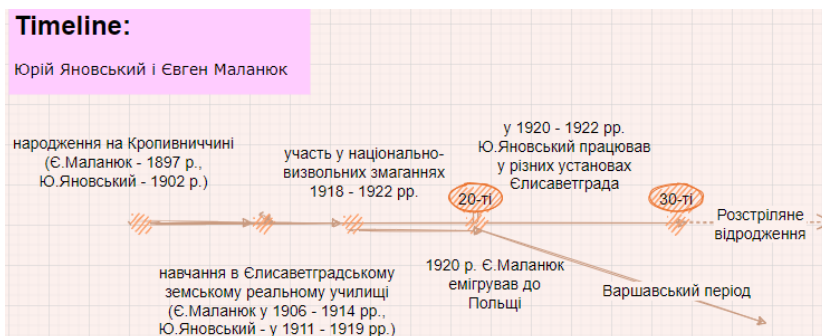 Timeline:
Юрій Яновський і Євген Маланюк
народження на Кропивниччині
(Є.Маланюк - 1897 р.,
Ю.Яновський - 1902 р.)
участь у національно-
визвольних змаганнях
1918 - 1922 рр.
у 1920 - 1922 рр.
Ю.Яновський працював
у різних установах
Єлисаветграда
20-ті
30-ті
Розстріляне
відродження
навчання в Єлисаветградському
земському реальному училищі
(Є.Маланюк у 1906 - 1914 рр.,
Ю.Яновський - у 1911 - 1919 рр.)
1920 р. Є.Маланюк
емігрував до
Польщі
Варшавський період